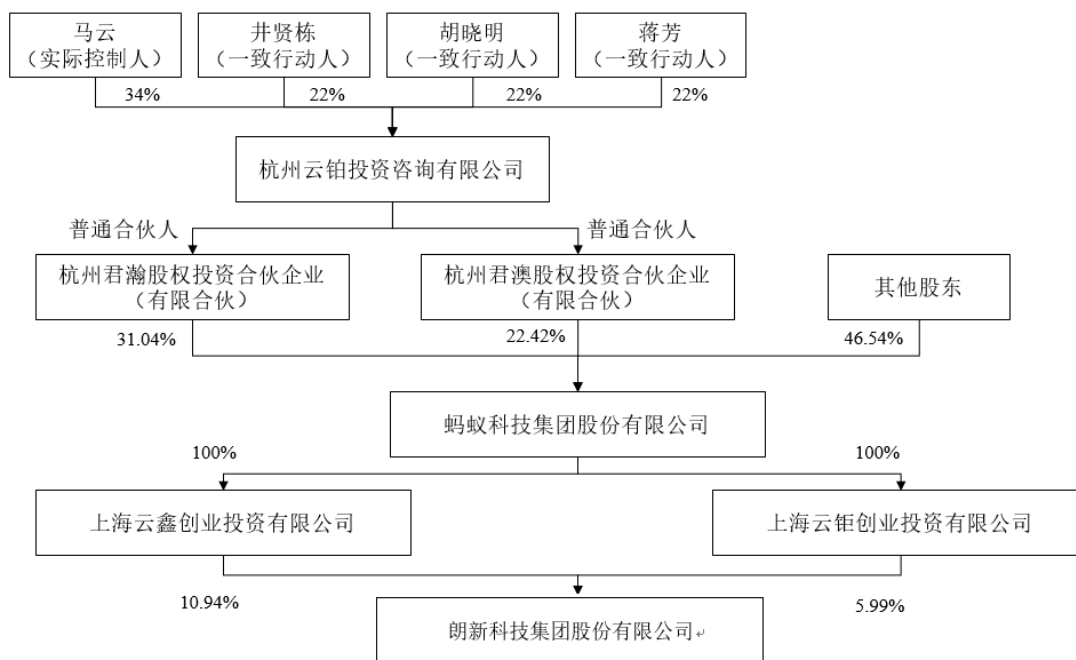 马云
（实际控制人）
井贤栋
（一致行动人）
胡晓明
（一致行动人）
蒋芳
（一致行动人）
34%
22%
22%
22%
杭州云铂投资咨询有限公司
普通合伙人
普通合伙人
杭州君瀚股权投资合伙企业
（有限合伙）
杭州君澳股权投资合伙企业
（有限合伙）
其他股东
31.04%
22.42%
46.54%
蚂蚁科技集团股份有限公司
100%
100%
上海云鑫创业投资有限公司
上海云钜创业投资有限公司
10.94%
5.99%
朗新科技集团股份有限公司